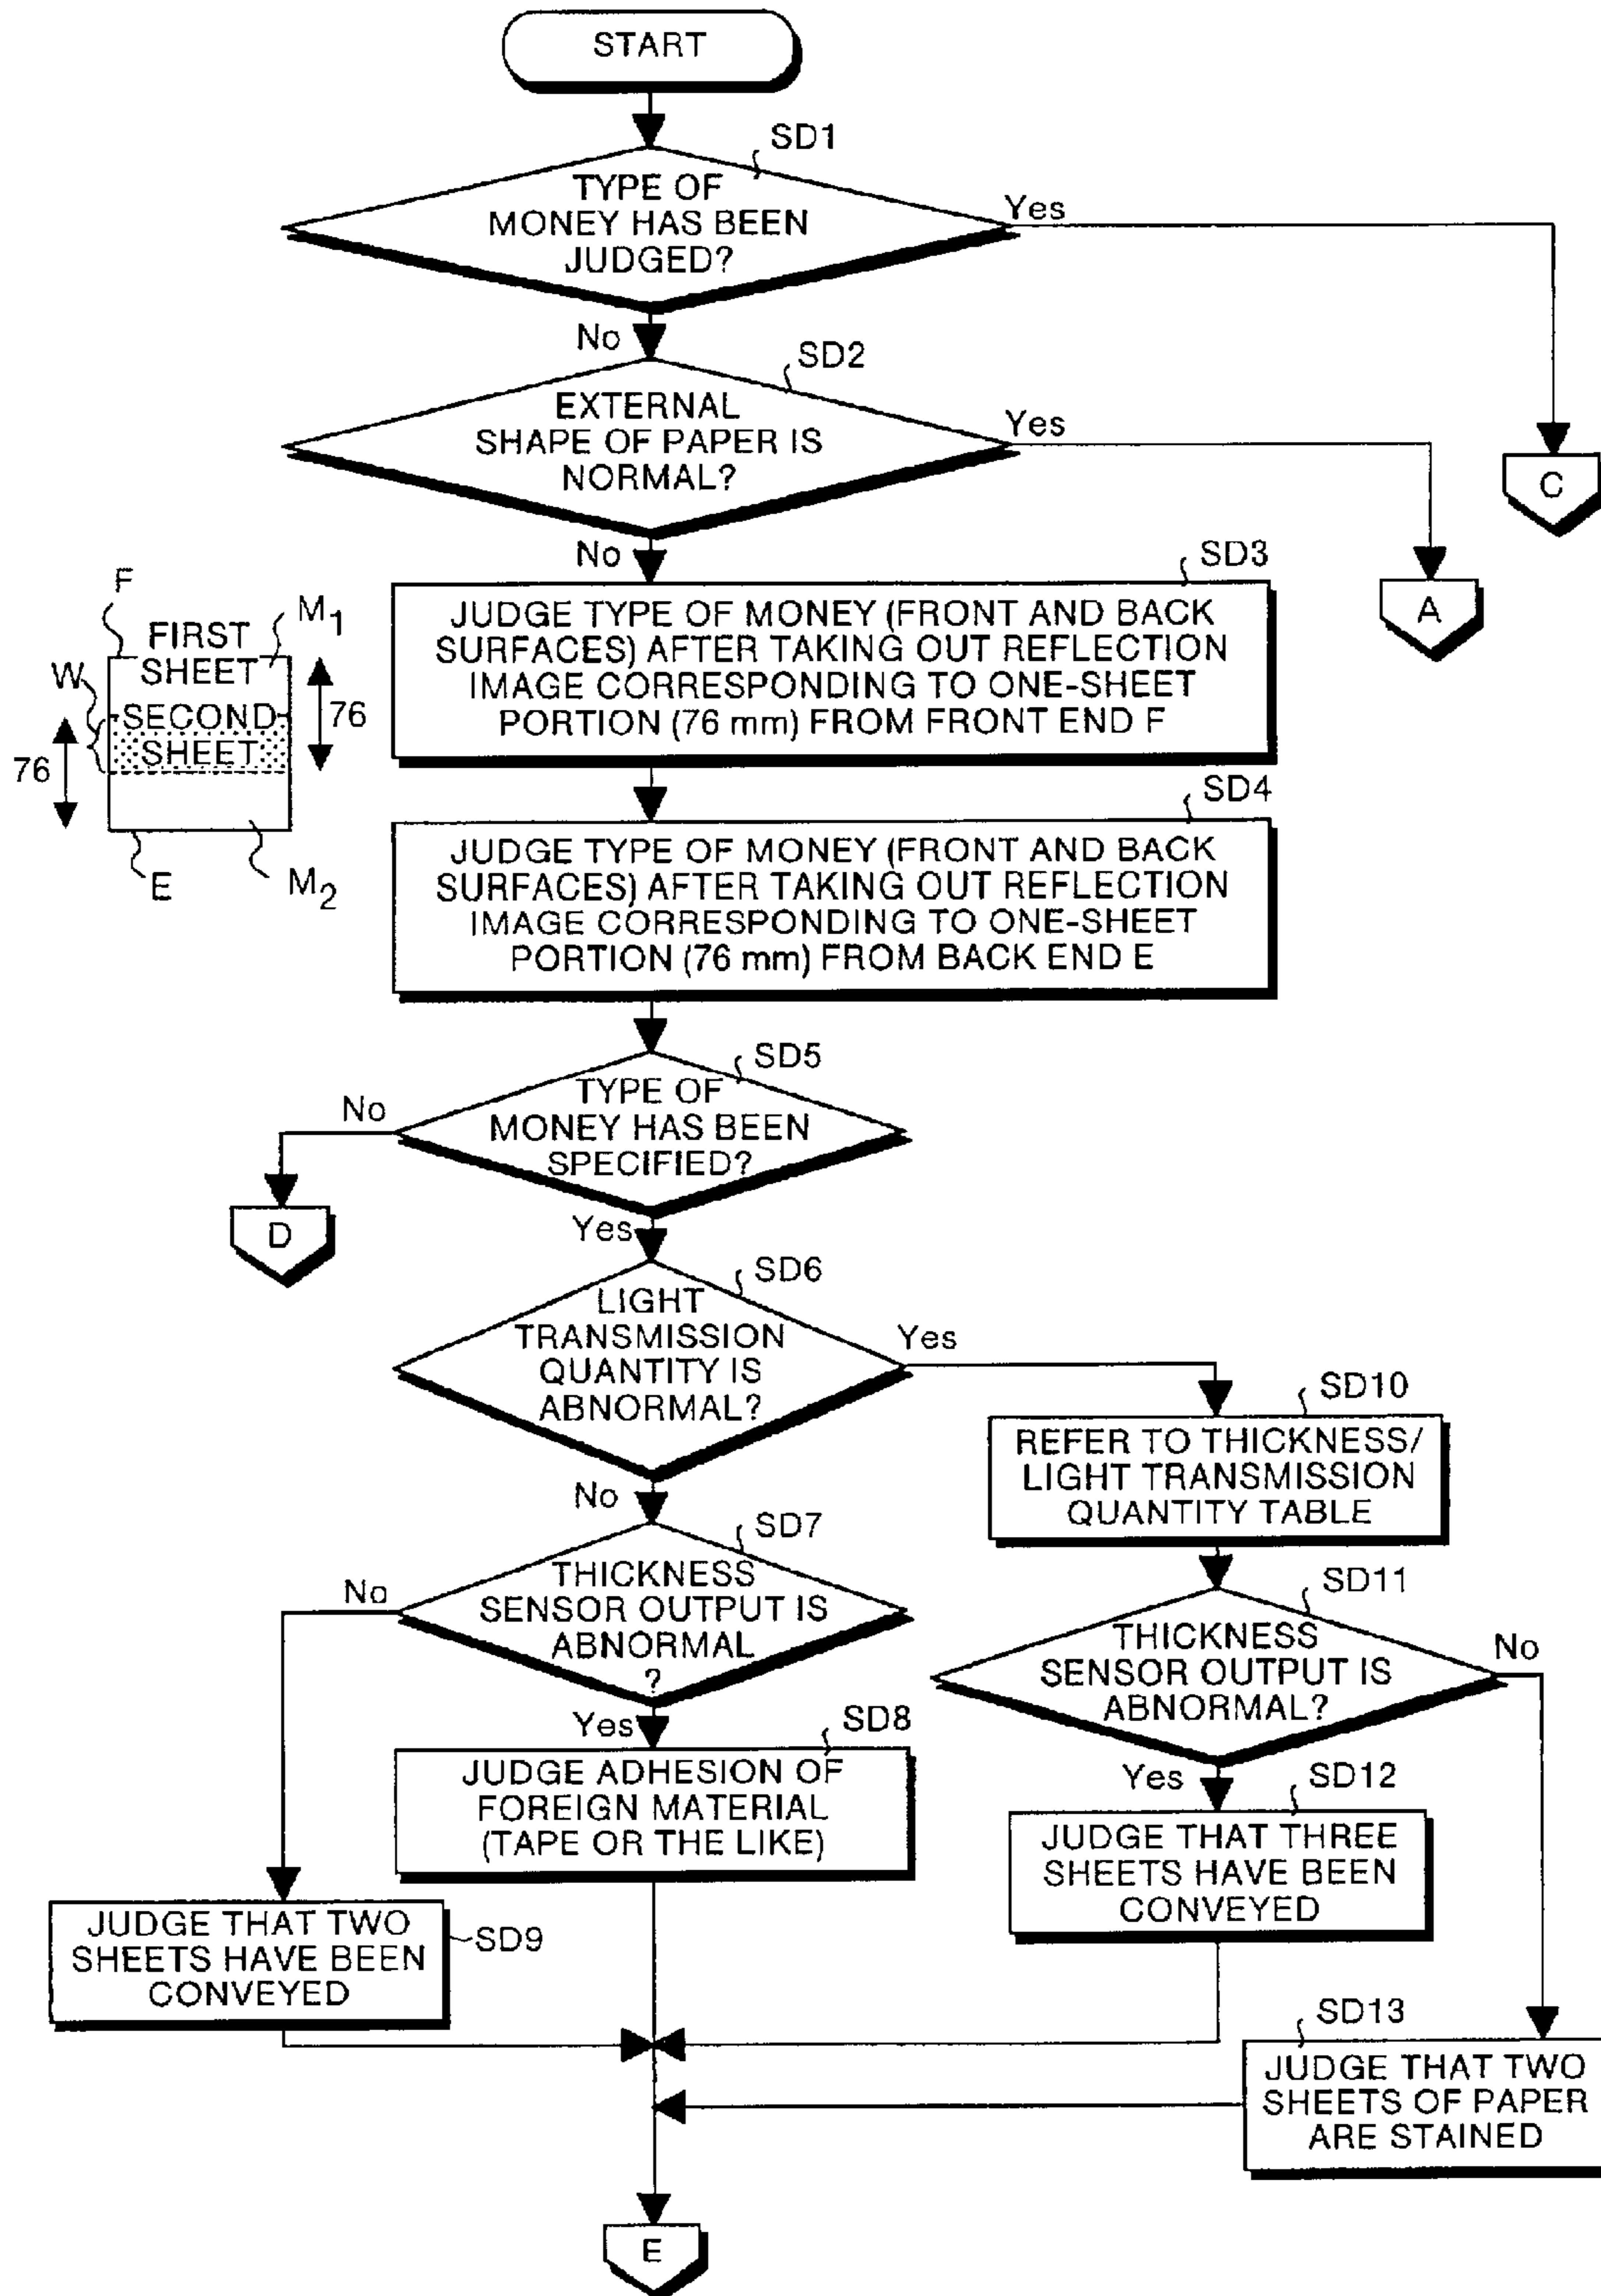 START
SD1
TYPE OF
MONEY HAS BEEN
JUDGED?
Yes
No
SD2
EXTERNAL
SHAPE OF PAPER IS
NORMAL?
Yes
C
No
A
F
FIRST
SHEET
M1
W
SECOND
SHEET
76
76
E
M2
SD3
JUDGE TYPE OF MONEY (FRONT AND BACK
SURFACES) AFTER TAKING OUT REFLECTION
IMAGE CORRESPONDING TO ONE-SHEET
PORTION (76 mm) FROM FRONT END F
SD4
JUDGE TYPE OF MONEY (FRONT AND BACK
SURFACES) AFTER TAKING OUT REFLECTION
IMAGE CORRESPONDING TO ONE-SHEET
PORTION (76 mm) FROM BACK END E
SD5
TYPE OF
MONEY HAS BEEN
SPECIFIED?
No
D
Yes
SD6
LIGHT
TRANSMISSION
QUANTITY IS
ABNORMAL?
Yes
No
SD10
REFER TO THICKNESS/
LIGHT TRANSMISSION
QUANTITY TABLE
SD7
THICKNESS
SENSOR OUTPUT IS
ABNORMAL
?
No
Yes
SD11
THICKNESS
SENSOR OUTPUT IS
ABNORMAL?
No
Yes
SD8
JUDGE ADHESION OF
FOREIGN MATERIAL
(TAPE OR THE LIKE)
SD12
JUDGE THAT THREE
SHEETS HAVE BEEN
CONVEYED
JUDGE THAT TWO
SHEETS HAVE BEEN
CONVEYED
SD9
SD13
JUDGE THAT TWO
SHEETS OF PAPER
ARE STAINED
E